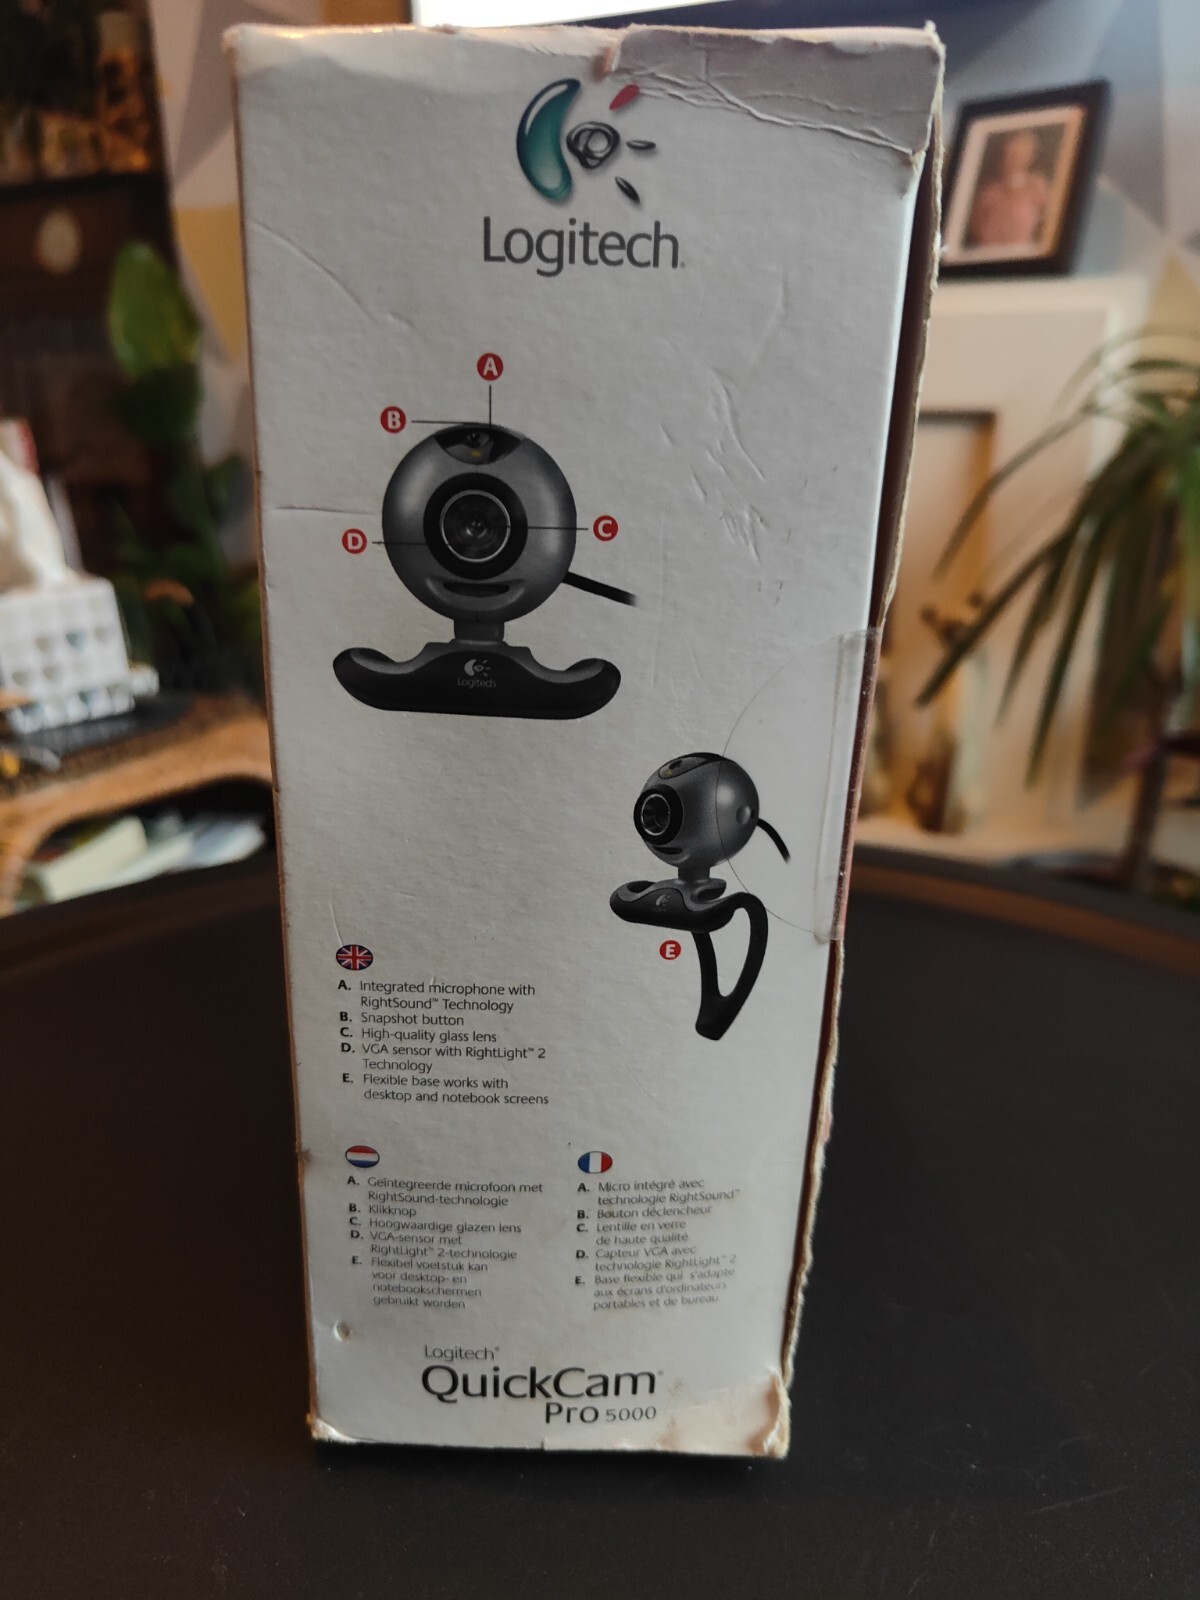 Logitech
A
B
C
D
Logitech
E
A. Integrated microphone with
RightSound™ Technology
B. Snapshot button
C. High-quality glass lens
D. VGA sensor with RightLight™ 2
Technology
E. Flexible base works with
desktop and notebook screens
A. Geïntegreerde microfoon met
RightSound-technologie
B. Klikknop
C. Hoogwaardige glazen lens
D. VGA-sensor met
RightLight™ 2-technologie
E. Flexibel voetstuk kan
voor desktop- en
notebookschermen
gebruikt worden
A. Micro intégré avec
technologie RightSound™
B. Bouton déclencheur
C. Lentille en verre
de haute qualité
D. Capteur VGA avec
technologie RightLight™ 2
E. Base flexible qui s'adapte
aux écrans d'ordinateurs
portables et de bureau
Logitech®
QuickCam®
Pro 5000